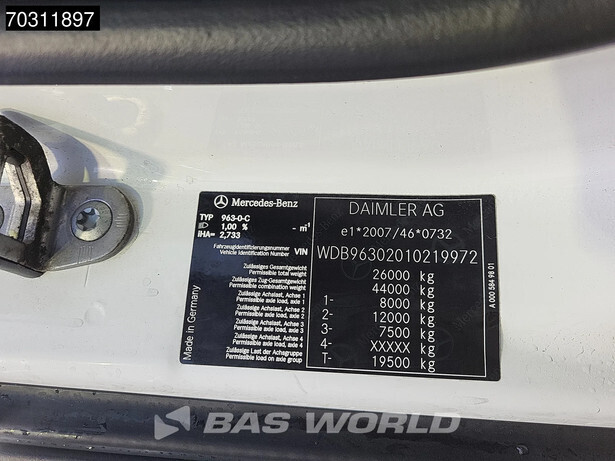 70311897
Mercedes-Benz
DAIMLER AG
TYP 963-0-C
1,00 % - m⁻¹
iHA= 2,733
e1*2007/46*0732
Fahrzeugidentifizierungsnummer
Vehicle Identification Number VIN
WDB96302010219972
Zulässiges Gesamtgewicht
Permissible total weight
26000 kg
Zulässiges Zug-Gesamtgewicht
Permissible combination weight
44000 kg
Zulässige Achslast, Achse 1
Permissible axle load, axle 1
1- 8000 kg
Zulässige Achslast, Achse 2
Permissible axle load, axle 2
2- 12000 kg
Zulässige Achslast, Achse 3
Permissible axle load, axle 3
3- 7500 kg
Zulässige Achslast, Achse 4
Permissible axle load, axle 4
4- XXXXX kg
Zulässige Last der Achsgruppe
Permissible load on axle group
T- 19500 kg
Made in Germany
A 000 584 98 01
BAS WORLD